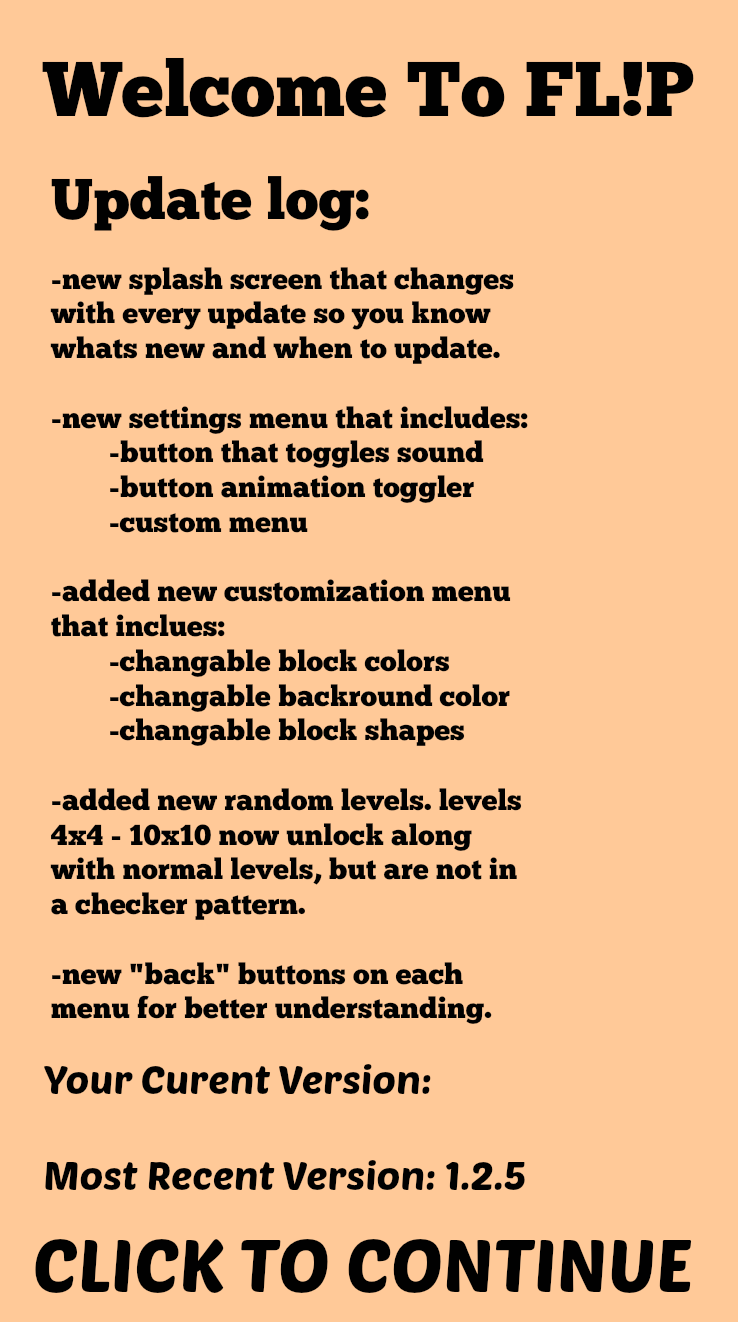 Welcome To FL!P
Update log:
-new splash screen that changes
with every update so you know
whats new and when to update.
-new settings menu that includes:
-button that toggles sound
-button animation toggler
-custom menu
-added new customization menu
that inclues:
-changable block colors
-changable backround color
-changable block shapes
-added new random levels. levels
4x4 - 10x10 now unlock along
with normal levels, but are not in
a checker pattern.
-new "back" buttons on each
menu for better understanding.
Your Curent Version:
Most Recent Version: 1.2.5
CLICK TO CONTINUE